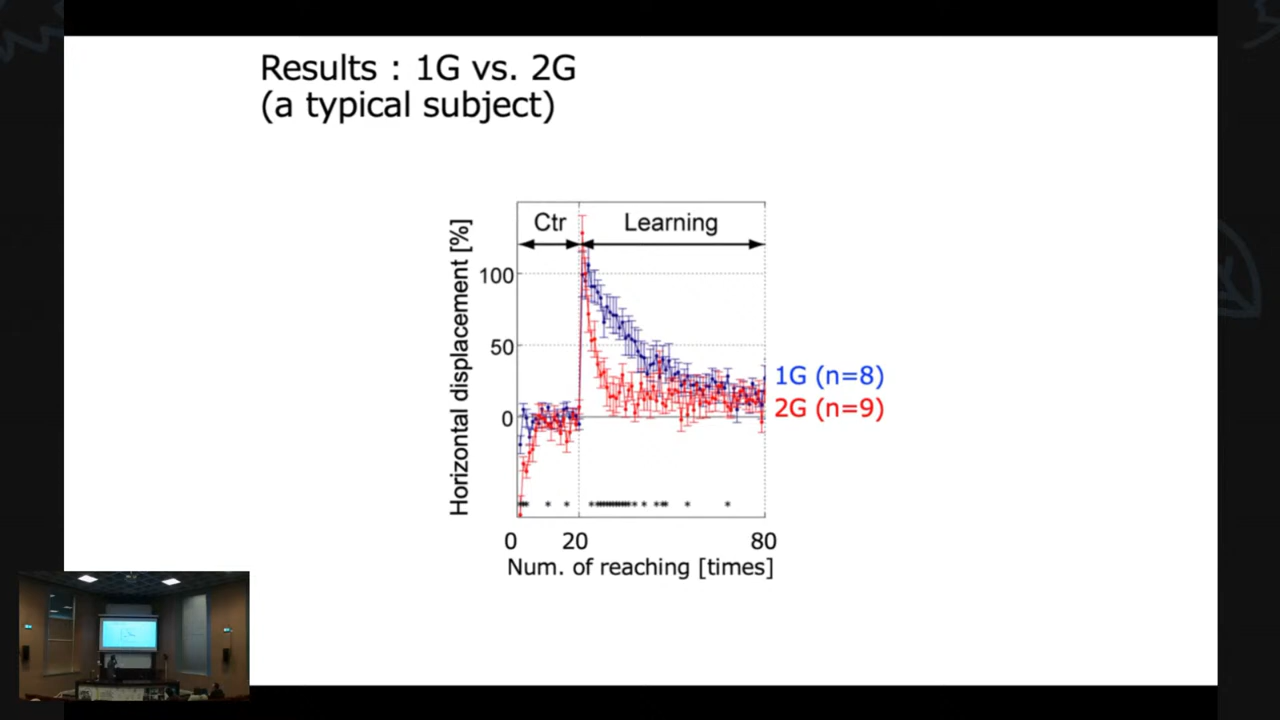 Results : 1G vs. 2G
(a typical subject)
Ctr
Learning
Horizontal displacement [%]
100
50
0
1G (n=8)
2G (n=9)
0
20
80
Num. of reaching [times]